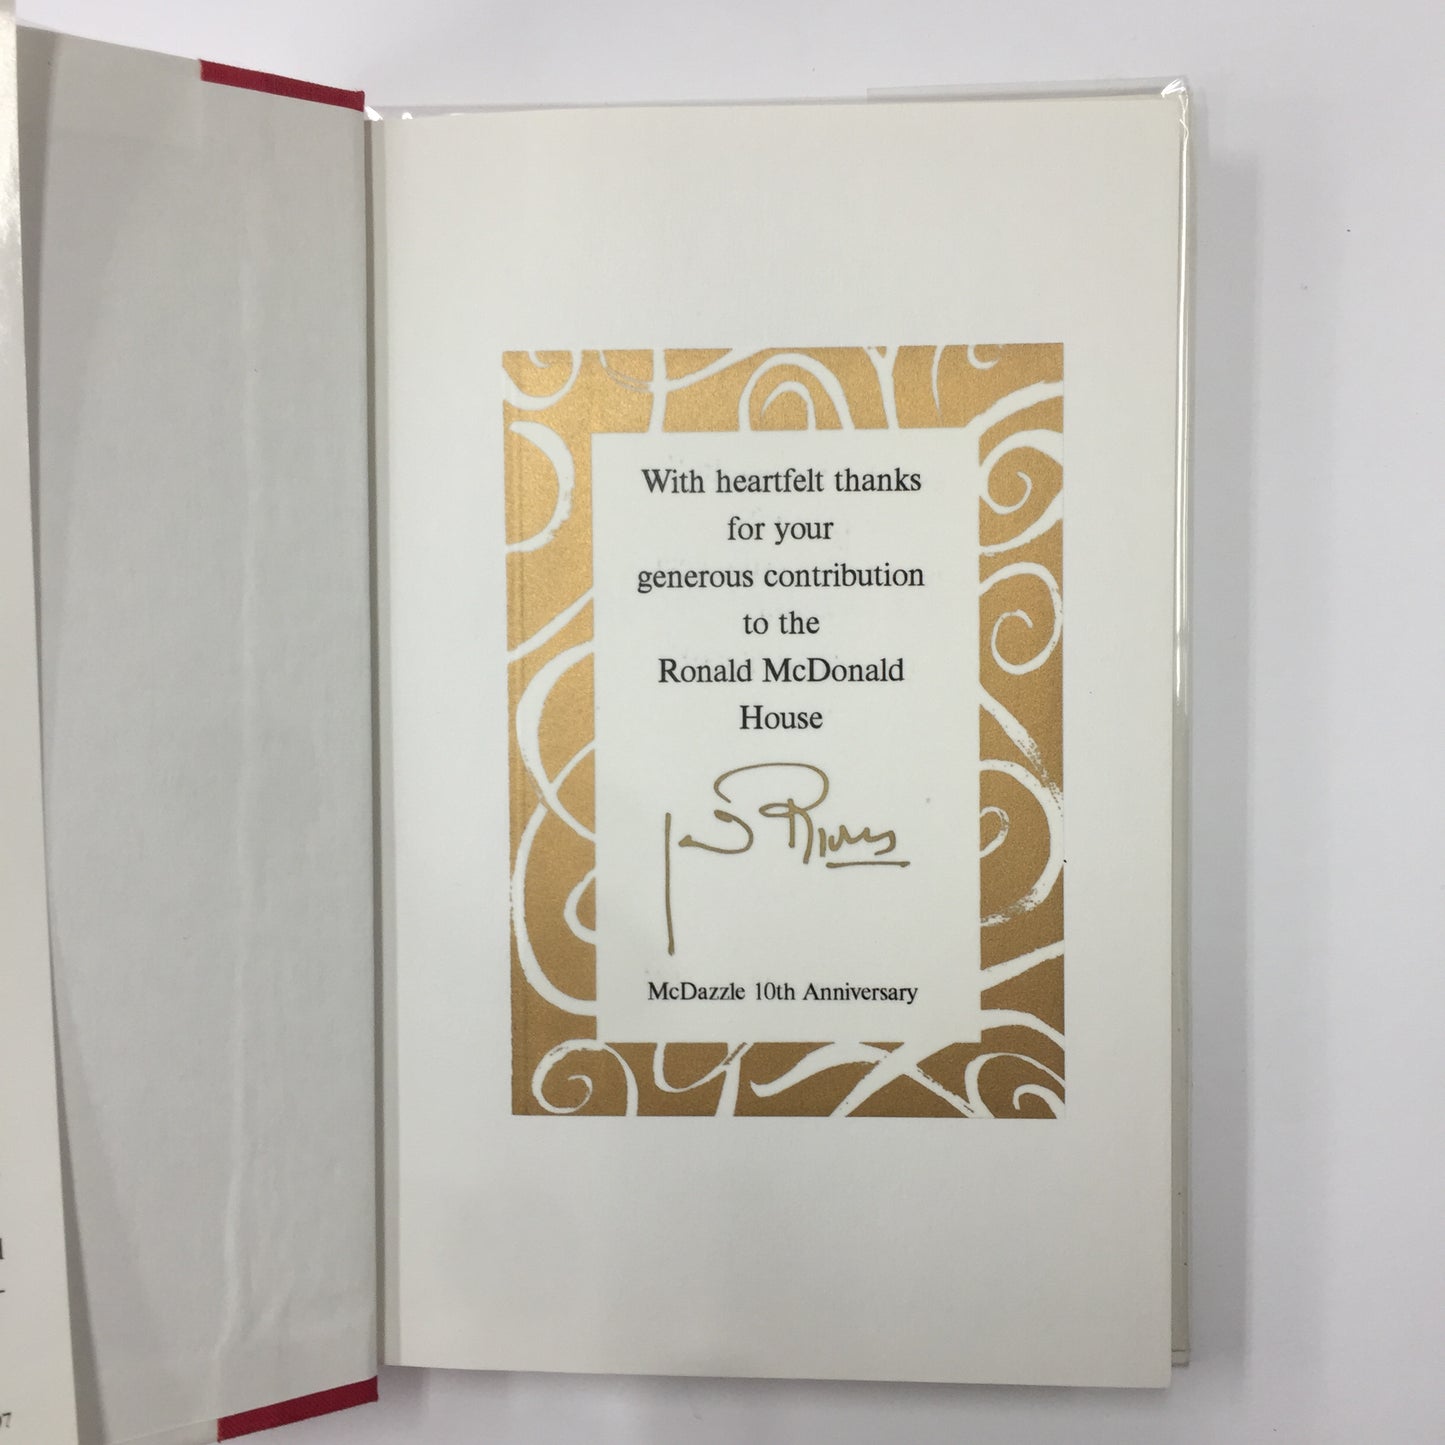 With heartfelt thanks
for your
generous contribution
to the
Ronald McDonald
House
McDazzle 10th Anniversary